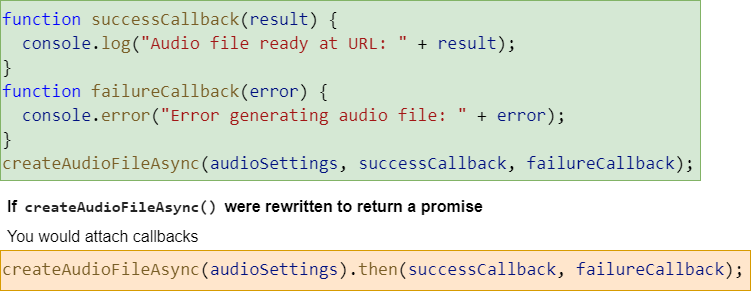 function successCallback(result) {
  console.log("Audio file ready at URL: " + result);
}
function failureCallback(error) {
  console.error("Error generating audio file: " + error);
}
createAudioFileAsync(audioSettings, successCallback, failureCallback);
If createAudioFileAsync() were rewritten to return a promise
You would attach callbacks
createAudioFileAsync(audioSettings).then(successCallback, failureCallback);